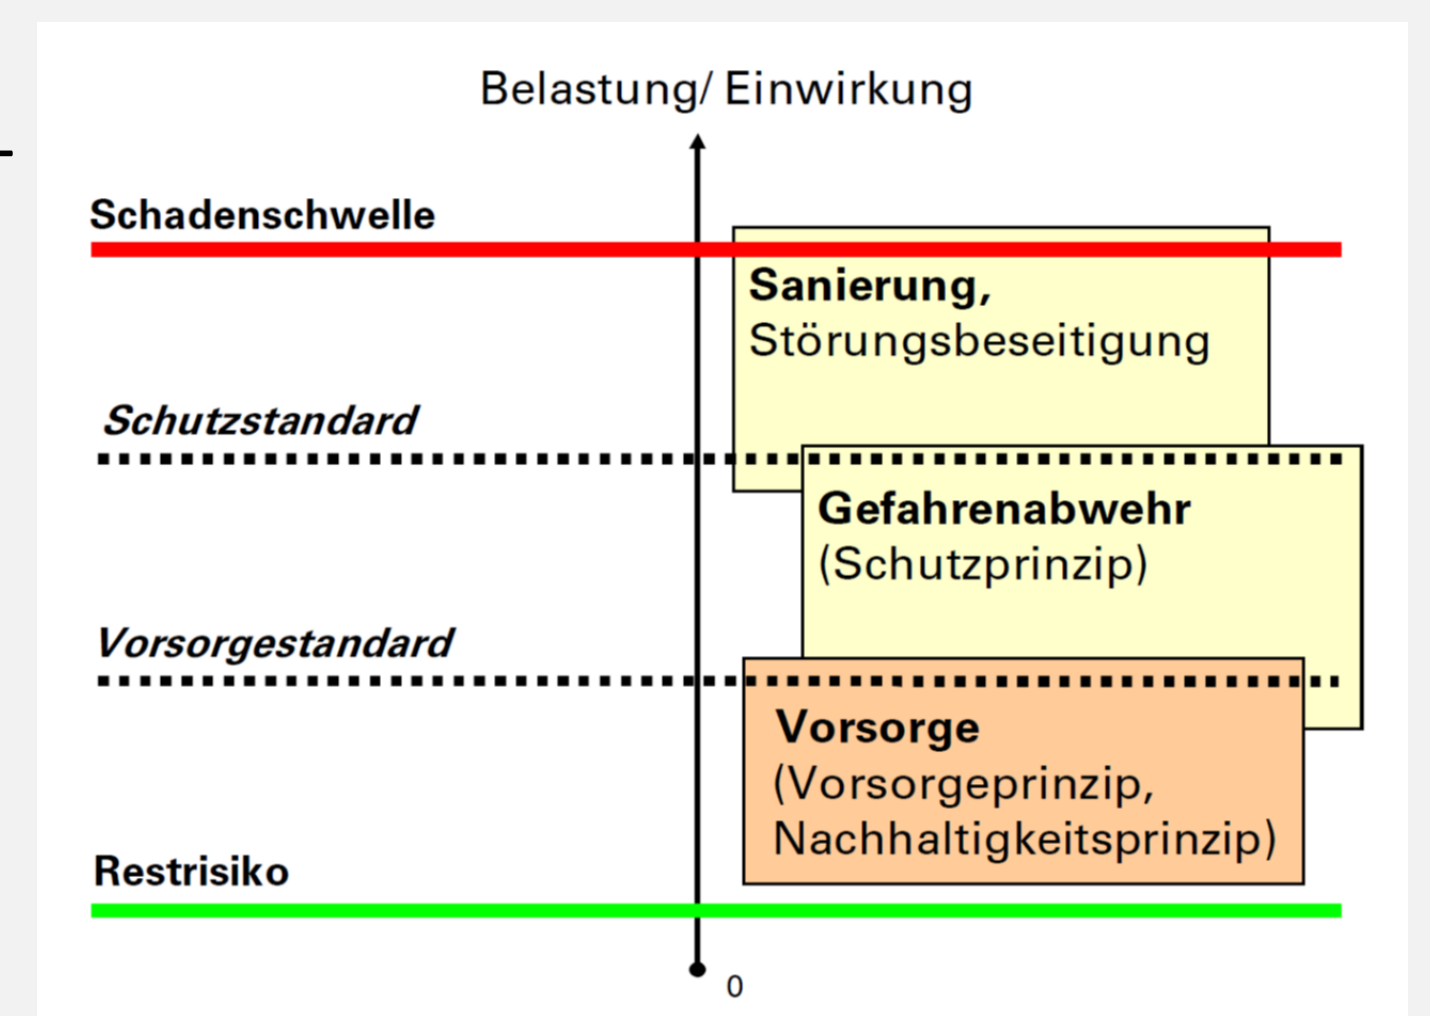 Belastung/ Einwirkung
Schadenschwelle
Sanierung,
Störungsbeseitigung
Schutzstandard
Gefahrenabwehr
(Schutzprinzip)
Vorsorgestandard
Vorsorge
(Vorsorgeprinzip,
Nachhaltigkeitsprinzip)
Restrisiko
0